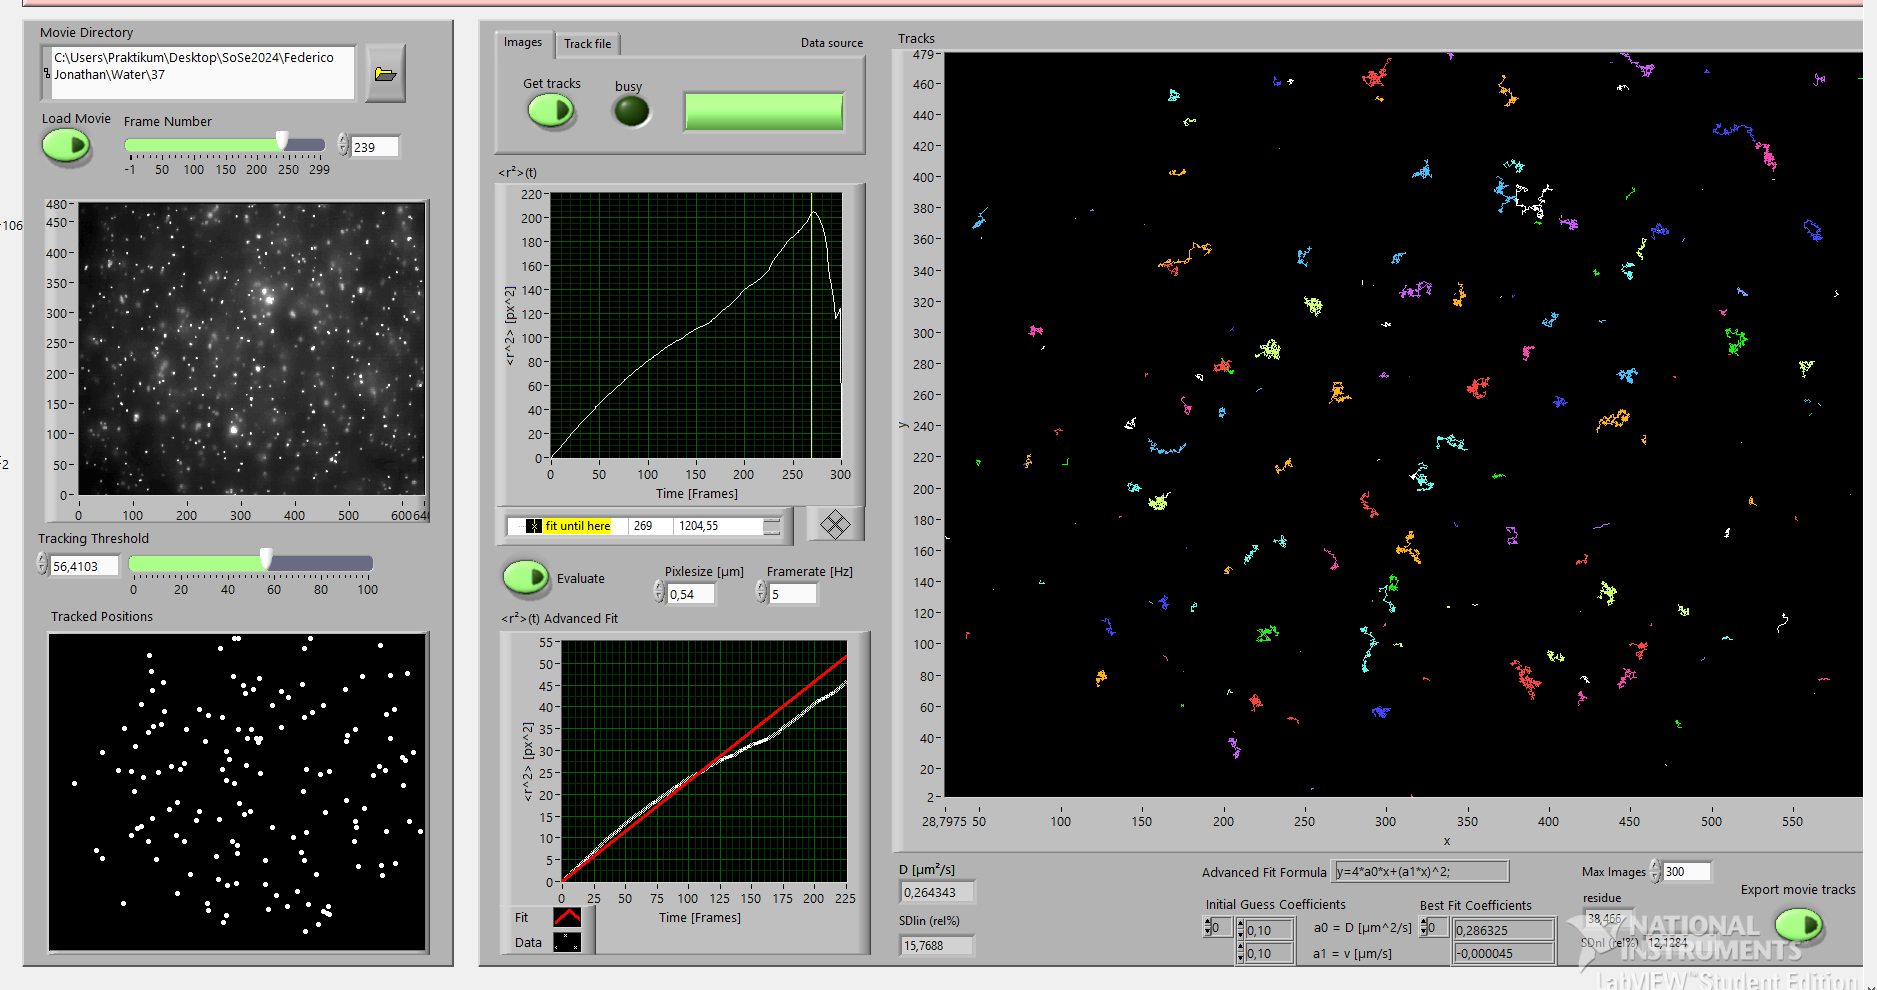 Movie Directory
C:\Users\Praktikum\Desktop\SoSe2024\Federico
Jonathan\Water\37
Load Movie
Frame Number
239
-1 50 100 150 200 250 299
106
2
480
450
400
350
300
250
200
150
100
50
0
0 100 200 300 400 500 600 64
Tracking Threshold
56,4103
0 20 40 60 80 100
Tracked Positions
Images
Track file
Data source
Get tracks
busy
<r²>(t)
<r^2> [px^2]
220
200
180
160
140
120
100
80
60
40
20
0
0 50 100 150 200 250 300
Time [Frames]
fit until here 269 1204,55
Evaluate
Pixlesize [µm]
0,54
Framerate [Hz]
5
<r²>(t) Advanced Fit
<r^2> [px^2]
55
50
45
40
35
30
25
20
15
10
5
0
0 25 50 75 100 125 150 175 200 225
Time [Frames]
Fit
Data
Tracks
y
479
460
440
420
400
380
360
340
320
300
280
260
240
220
200
180
160
140
120
100
80
60
40
20
2
28,7975 50 100 150 200 250 300 350 400 450 500 550
x
D [µm²/s]
0,264343
SDlin (rel%)
15,7688
Advanced Fit Formula
y=4*a0*x+(a1*x)^2;
Initial Guess Coefficients
0
0,10
0,10
a0 = D [µm^2/s]
a1 = v [µm/s]
Best Fit Coefficients
0
0,286325
-0,000045
Max Images
300
residue
38,466
SDnl (rel%) 12,1284
Export movie tracks
NATIONAL
INSTRUMENTS
LabVIEW™ Student Edition